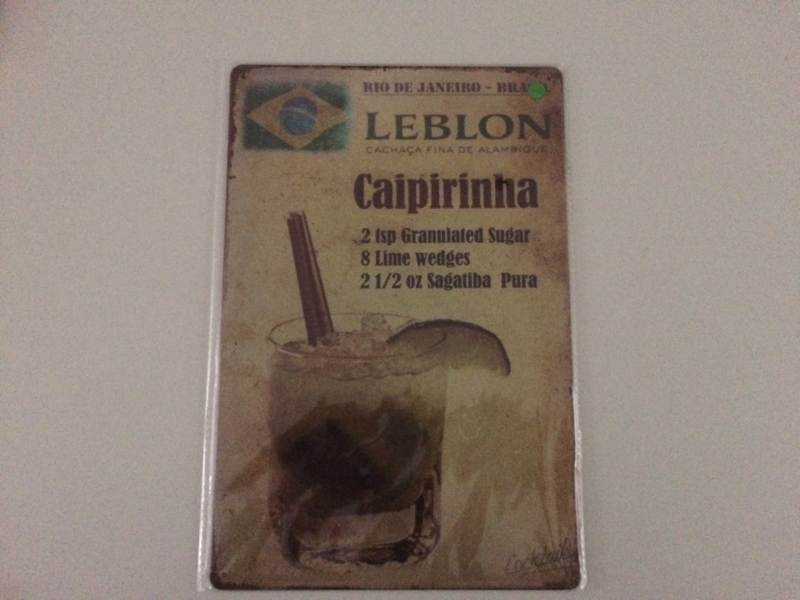 RIO DE JANEIRO - BRA
LEBLON
CACHAÇA FINA DE ALAMBIQUE
Caipirinha
2 tsp Granulated Sugar
8 Lime wedges
2 1/2 oz Sagatiba Pura
Cocktails